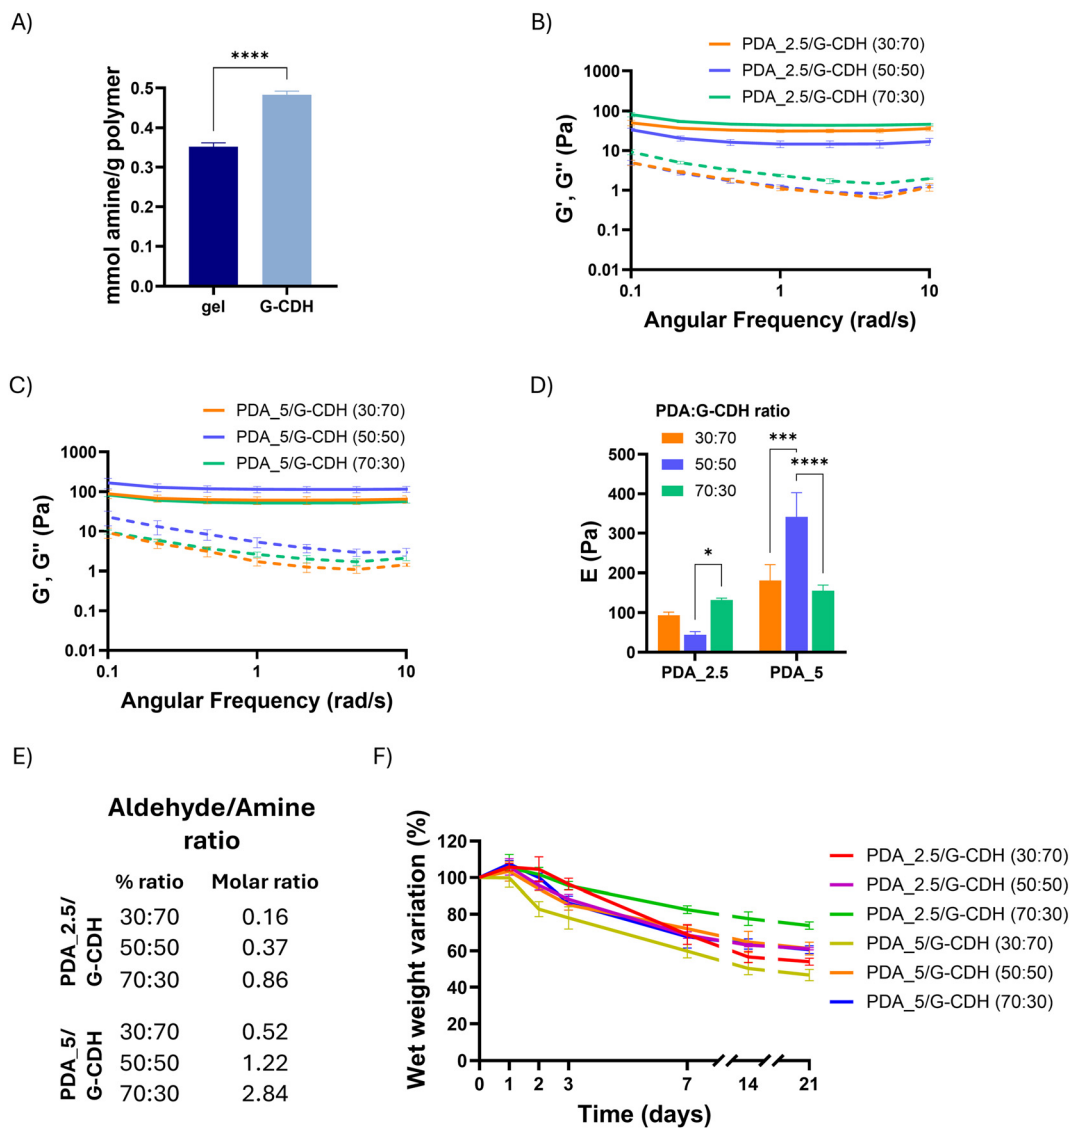 A)
****
mmol amine/g polymer
0.5
0.4
0.3
0.2
0.1
0.0
gel
G-CDH
B)
PDA_2.5/G-CDH (30:70)
PDA_2.5/G-CDH (50:50)
PDA_2.5/G-CDH (70:30)
G', G'' (Pa)
1000
100
10
1
0.1
0.01
0.1
1
10
Angular Frequency (rad/s)
C)
PDA_5/G-CDH (30:70)
PDA_5/G-CDH (50:50)
PDA_5/G-CDH (70:30)
G', G'' (Pa)
1000
100
10
1
0.1
0.01
0.1
1
10
Angular Frequency (rad/s)
D)
PDA:G-CDH ratio
30:70
50:50
70:30
***
****
*
E (Pa)
500
400
300
200
100
0
PDA_2.5
PDA_5
E)
Aldehyde/Amine
ratio
% ratio Molar ratio
PDA_2.5/
G-CDH
30:70 0.16
50:50 0.37
70:30 0.86
PDA_5/
G-CDH
30:70 0.52
50:50 1.22
70:30 2.84
F)
Wet weight variation (%)
120
100
80
60
40
20
0
0
1
2
3
7
14
21
Time (days)
PDA_2.5/G-CDH (30:70)
PDA_2.5/G-CDH (50:50)
PDA_2.5/G-CDH (70:30)
PDA_5/G-CDH (30:70)
PDA_5/G-CDH (50:50)
PDA_5/G-CDH (70:30)